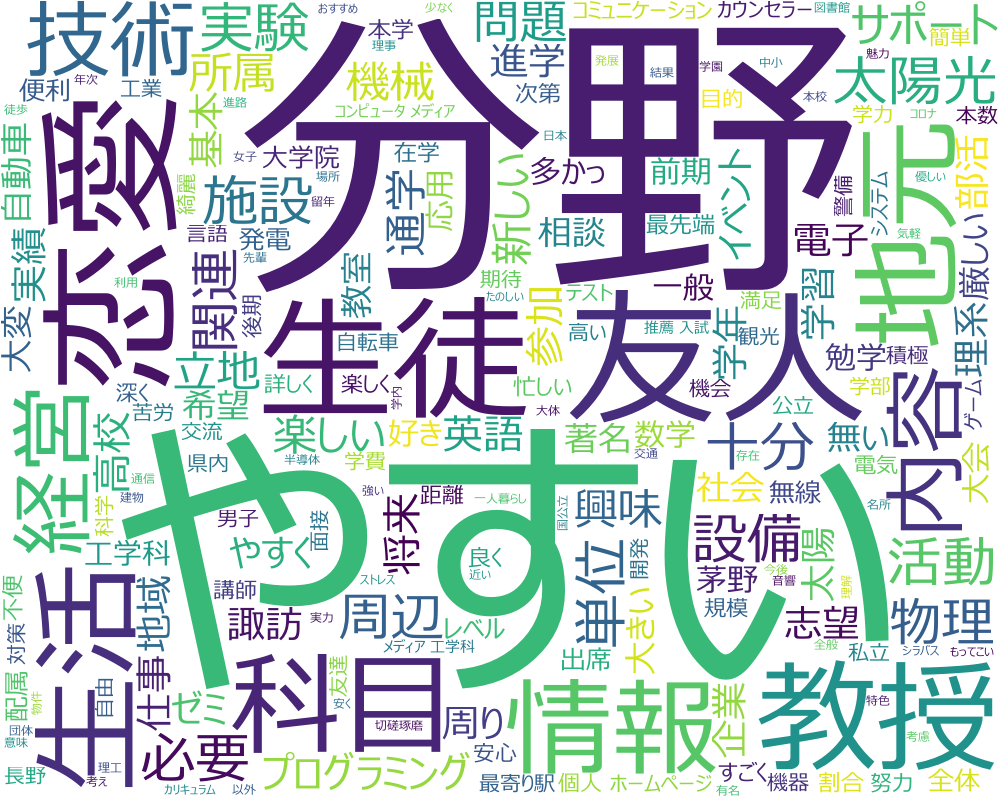 おすすめ
少なく
図書館
技術
実験
本学
理事
問題
コミュニケーション
カウンセラー
サポート
簡単
分野
便利
年次
工業
所属
機械
進学
発展
結果
学園
中小
魅力
太陽光
次第
目的
本校
学力
コロナ
本数
徒歩
進路
コンピュータ メディア
日本
恋愛
自動車
基本
女子
大学院
場所
在学
多かっ
前期
イベント
地元
部活
優しい
綺麗
施設
留年
通学
応用
新しい
警備
システム
言語
発電
先輩
相談
最先端
電子
気軽
実績
関連
後期
教室
期待
たのしい
一般
学年
満足
学習
理系
厳しい
大変
利用
生徒
自転車
参加
テスト
友人
高い
推薦 入試
観光
勉学
積極
立地
詳しく
楽しく
忙しい
機会
学部
ゲーム
深く
苦労
希望
学内
大体
公立
内容
経営
高校
交流
楽しい
好き
英語
著名
数学
十分
無い
県内
半導体
学費
交通
存在
電気
大会
科学
通信
建物
やすい
強い
距離
一人暮らし
国公立
興味
社会
無線
名所
男子
面接
将来
工学科
やすく
良く
近い
開発
設備
太陽
活動
生活
地域
講師
ストレス
単位
今後
音響
茅野
理解
不便
諏訪
実力
周辺
レベル
規模
志望
物理
対策
メディア 工学科
出席
大きい
全般
私立
シラバス
もってこい
配属
物件
自由
仕事
ゼミ
科目
友達
安く
情報
企業
教授
特色
団体
意味
切磋琢磨
周り
考慮
長野
理工
考え
必要
プログラミング
安心
すごく
カリキュラム
以外
最寄り駅
個人
ホームページ
有名
機器
割合
努力
全体